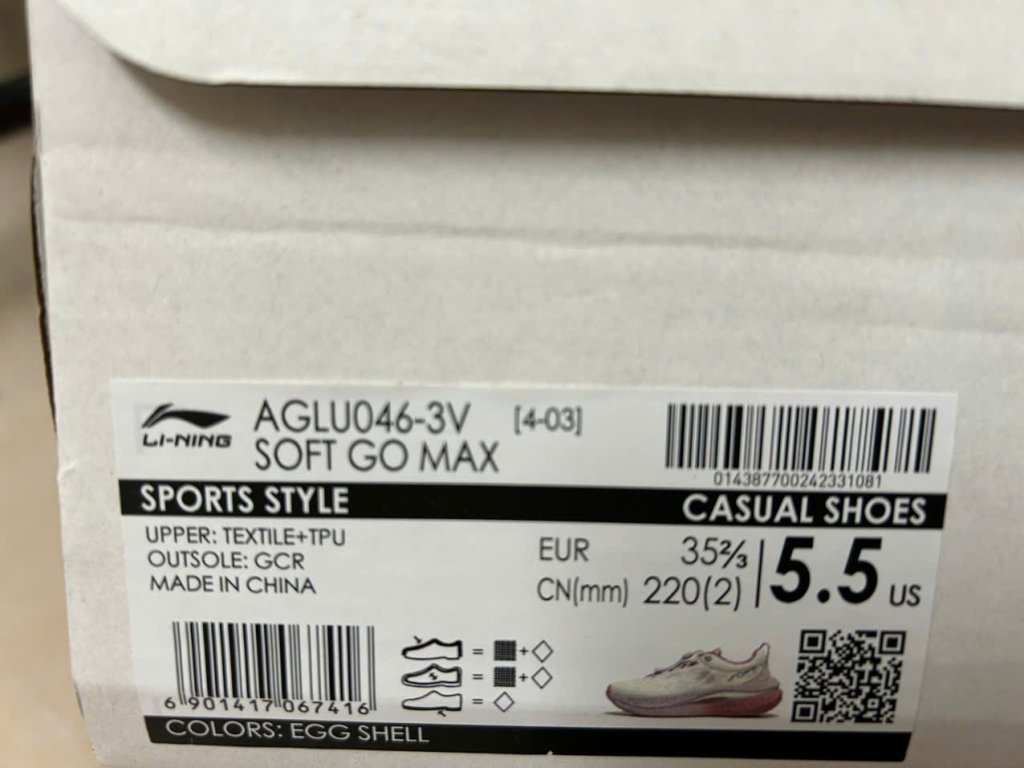 LI-NING
AGLU046-3V [4-03]
SOFT GO MAX
014387700242331081
SPORTS STYLE CASUAL SHOES
UPPER: TEXTILE+TPU
OUTSOLE: GCR
MADE IN CHINA
EUR 35⅔
CN(mm) 220(2)
5.5 US
6 901417 067416
COLORS: EGG SHELL